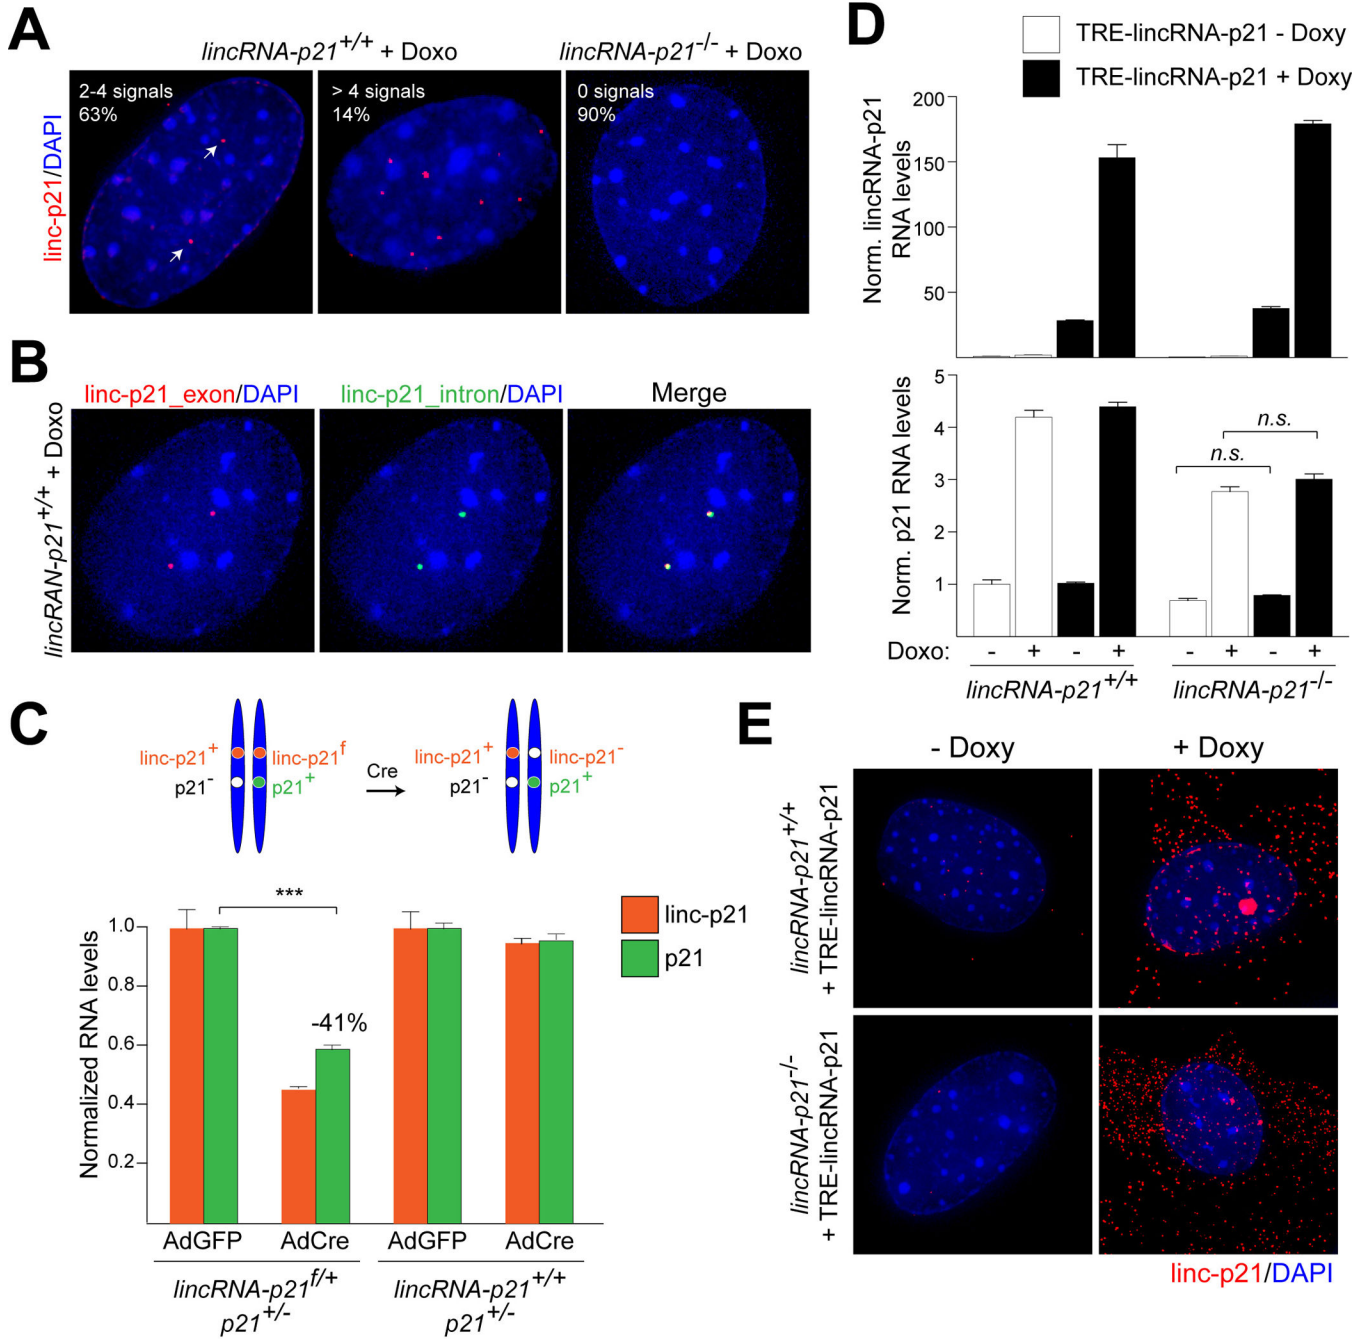 A
lincRNA-p21+/+ + Doxo
lincRNA-p21-/- + Doxo
linc-p21/DAPI
2-4 signals
63%
> 4 signals
14%
0 signals
90%
B
lincRAN-p21+/+ + Doxo
linc-p21_exon/DAPI
linc-p21_intron/DAPI
Merge
C
linc-p21+
linc-p21f
p21-
p21+
Cre
linc-p21+
linc-p21-
p21-
p21+
Normalized RNA levels
1.0
0.8
0.6
0.4
0.2
***
-41%
linc-p21
p21
AdGFP
AdCre
AdGFP
AdCre
lincRNA-p21f/+
p21+/-
lincRNA-p21+/+
p21+/-
D
TRE-lincRNA-p21 - Doxy
TRE-lincRNA-p21 + Doxy
Norm. lincRNA-p21
RNA levels
200
150
100
50
Norm. p21 RNA levels
5
4
3
2
1
n.s.
n.s.
Doxo: - + - + - + - +
lincRNA-p21+/+
lincRNA-p21-/-
E
- Doxy
+ Doxy
lincRNA-p21+/+
+ TRE-lincRNA-p21
lincRNA-p21-/-
+ TRE-lincRNA-p21
linc-p21/DAPI